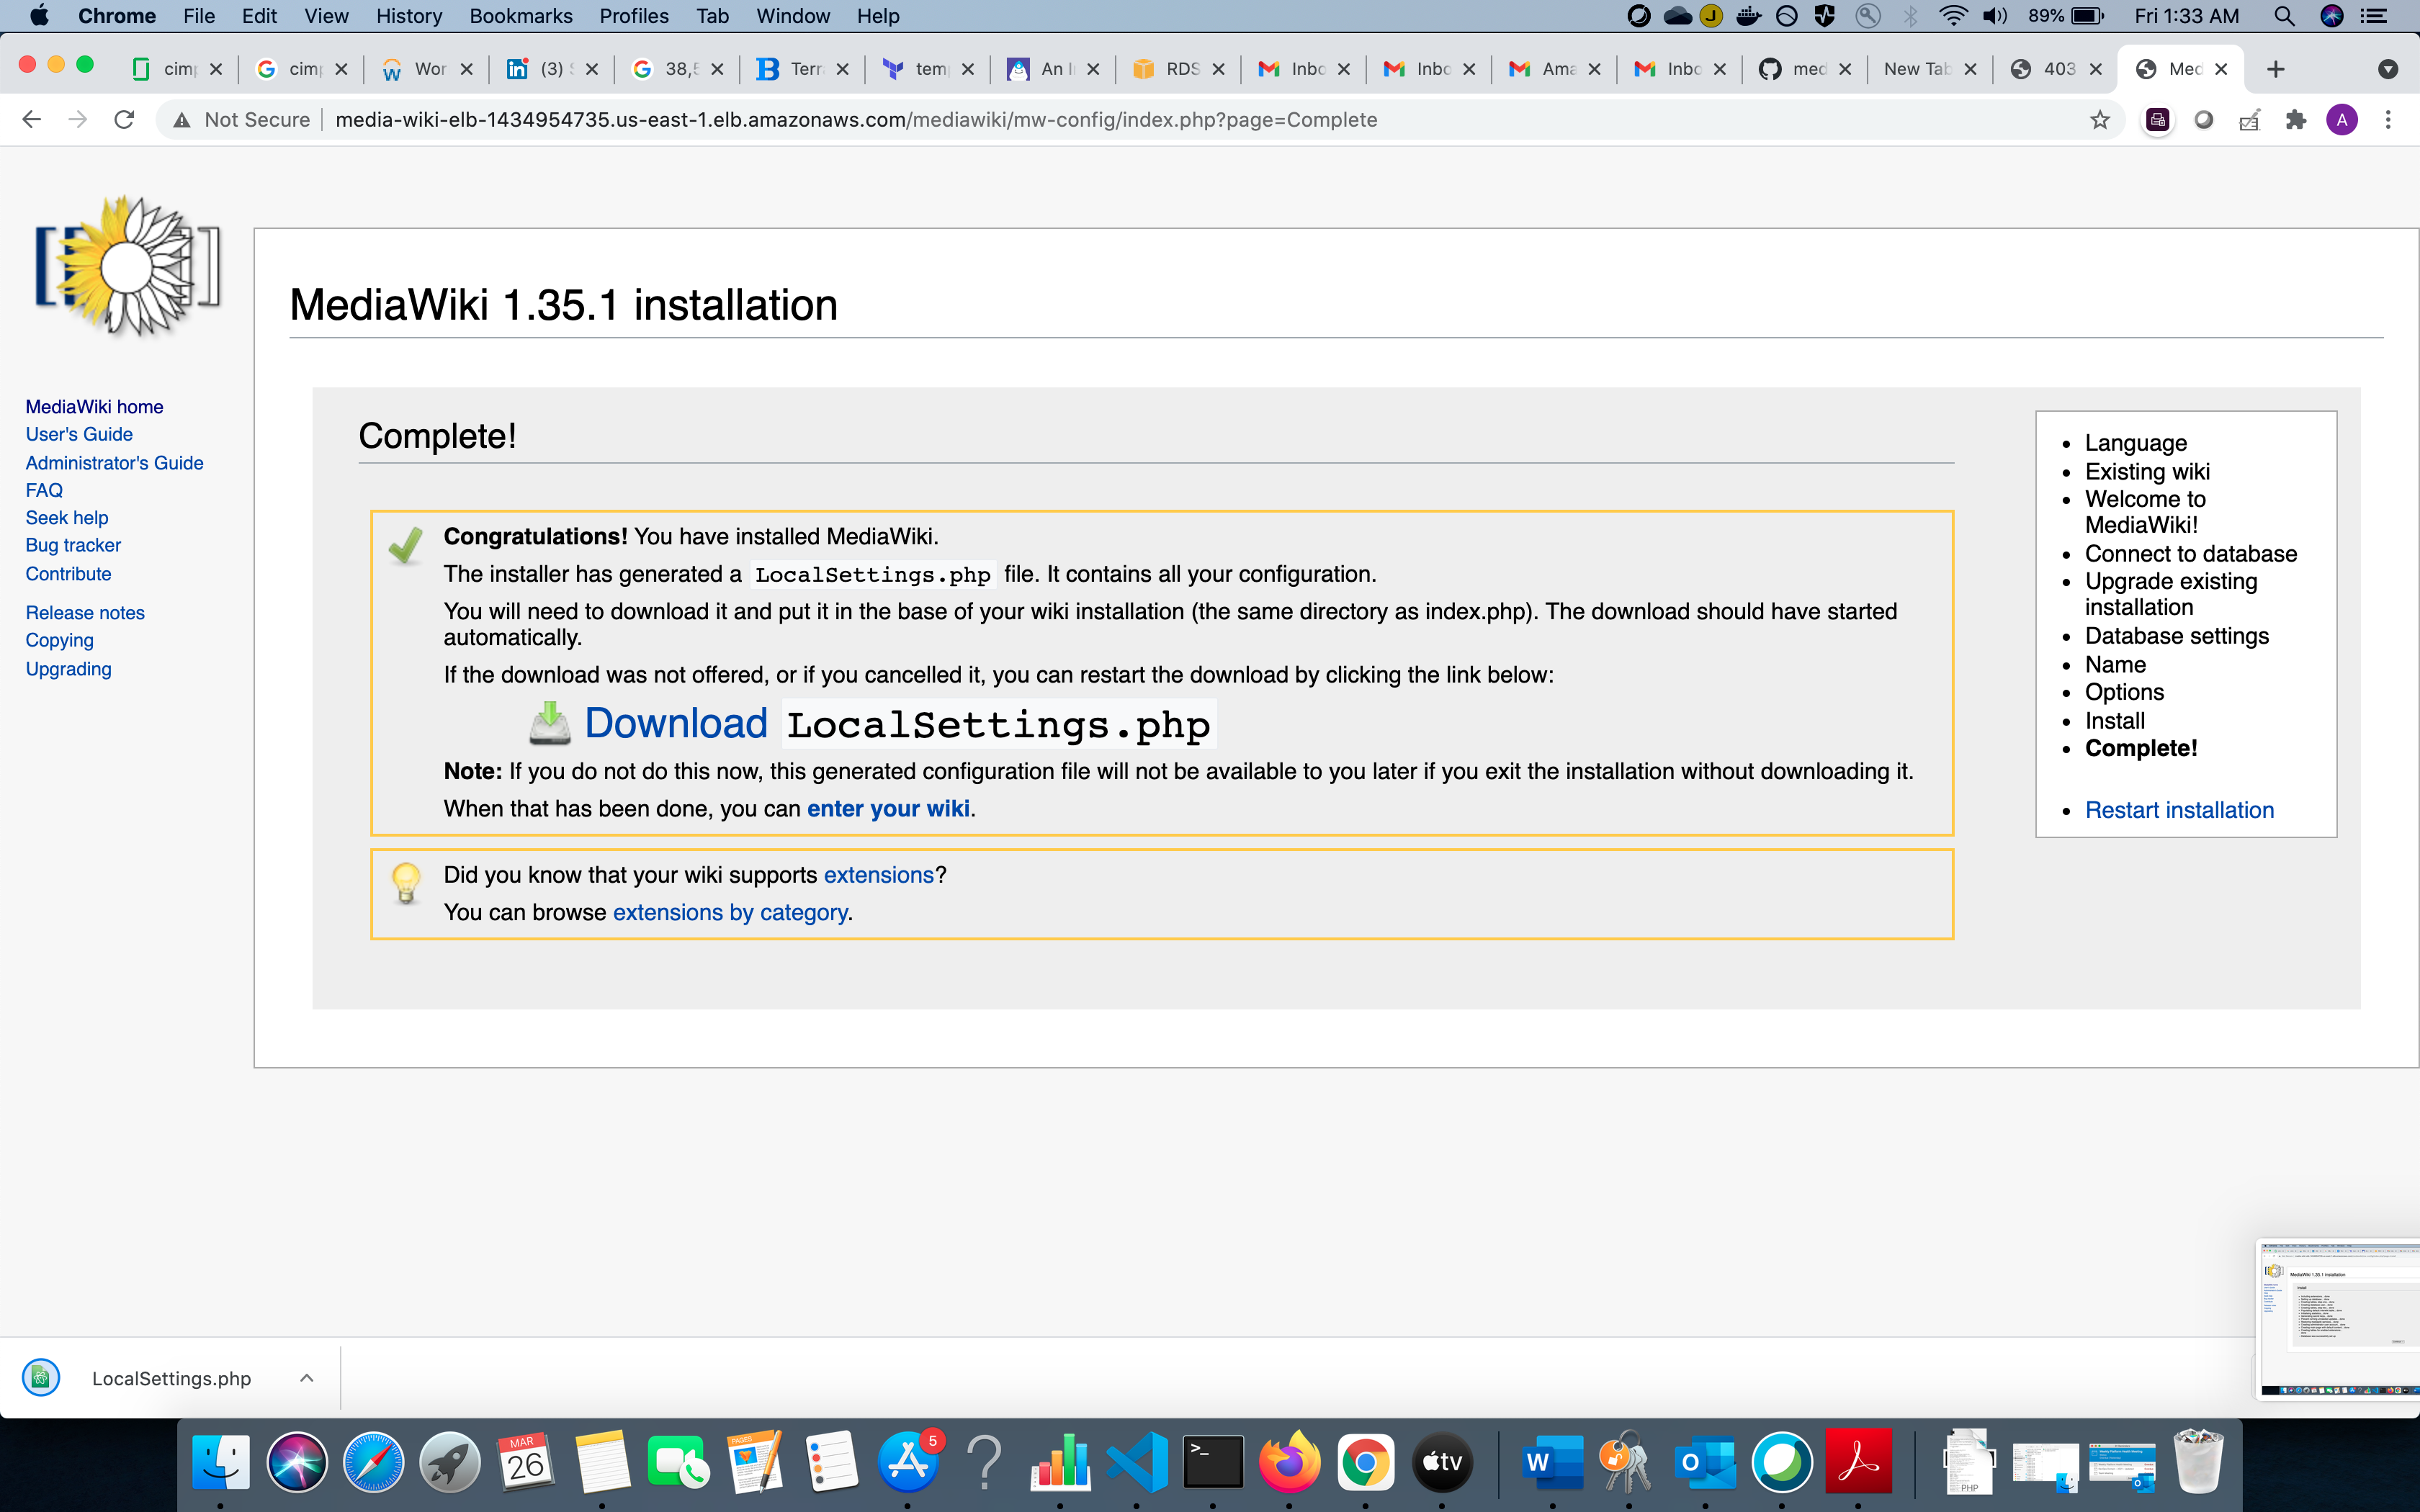 Chrome File Edit View History Bookmarks Profiles Tab Window Help
J 89% Fri 1:33 AM
cimp cimp Wor (3) 38,5 Terr temp An I RDS Inbo Inbo Ama Inbo med New Tab 403 Med
Not Secure media-wiki-elb-1434954735.us-east-1.elb.amazonaws.com/mediawiki/mw-config/index.php?page=Complete
A
MediaWiki home
User's Guide
Administrator's Guide
FAQ
Seek help
Bug tracker
Contribute
Release notes
Copying
Upgrading
MediaWiki 1.35.1 installation
Complete!
Congratulations! You have installed MediaWiki.
The installer has generated a LocalSettings.php file. It contains all your configuration.
You will need to download it and put it in the base of your wiki installation (the same directory as index.php). The download should have started
automatically.
If the download was not offered, or if you cancelled it, you can restart the download by clicking the link below:
Download LocalSettings.php
Note: If you do not do this now, this generated configuration file will not be available to you later if you exit the installation without downloading it.
When that has been done, you can enter your wiki.
Did you know that your wiki supports extensions?
You can browse extensions by category.
Language
Existing wiki
Welcome to
MediaWiki!
Connect to database
Upgrade existing
installation
Database settings
Name
Options
Install
Complete!
Restart installation
MediaWiki 1.35.1 installation
LocalSettings.php
MAR
26
PAGES
5
tv
PHP